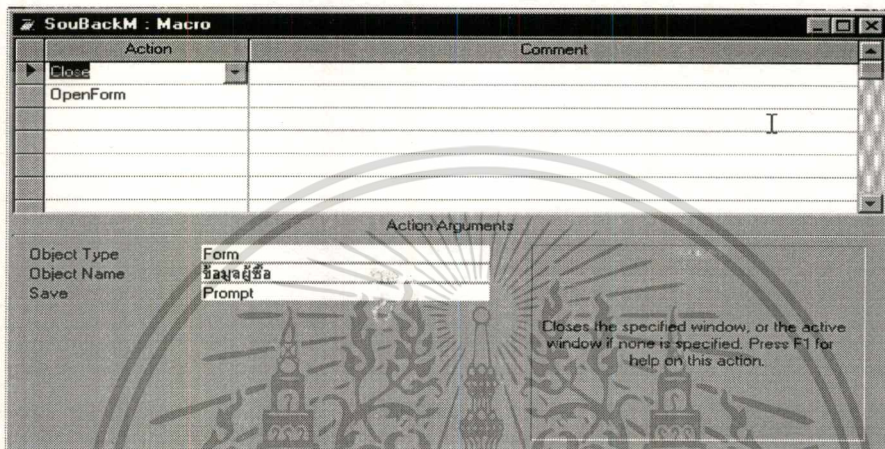 SouBackM : Macro
Action Comment
Close
OpenForm
Action Arguments
Object Type Form
Object Name ข้อมูลผู้ซื้อ
Save Prompt
Closes the specified window, or the active
window if none is specified. Press F1 for
help on this action.